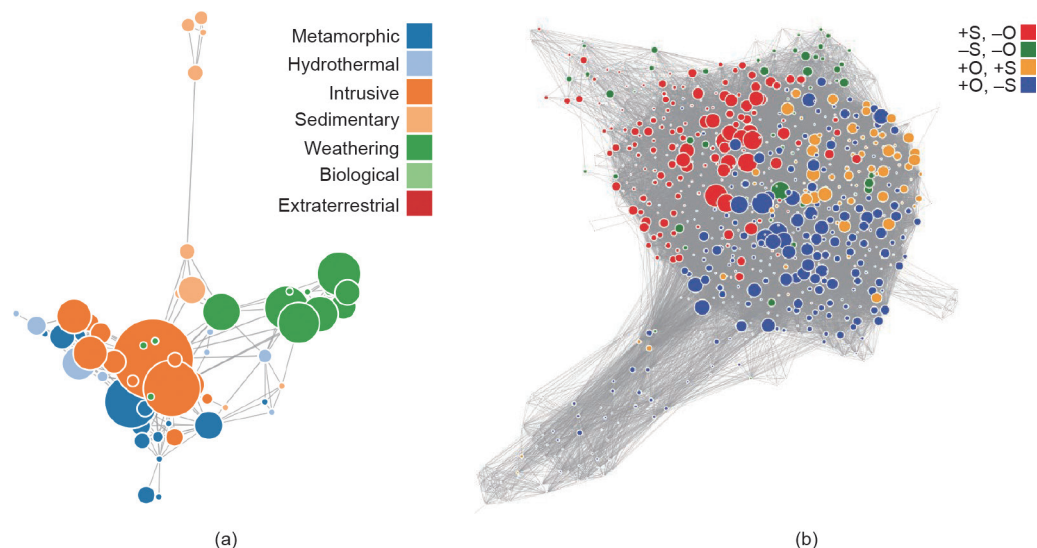 Metamorphic
Hydrothermal
Intrusive
Sedimentary
Weathering
Biological
Extraterrestrial
+S, –O
–S, –O
+O, +S
+O, –S
(a)
(b)